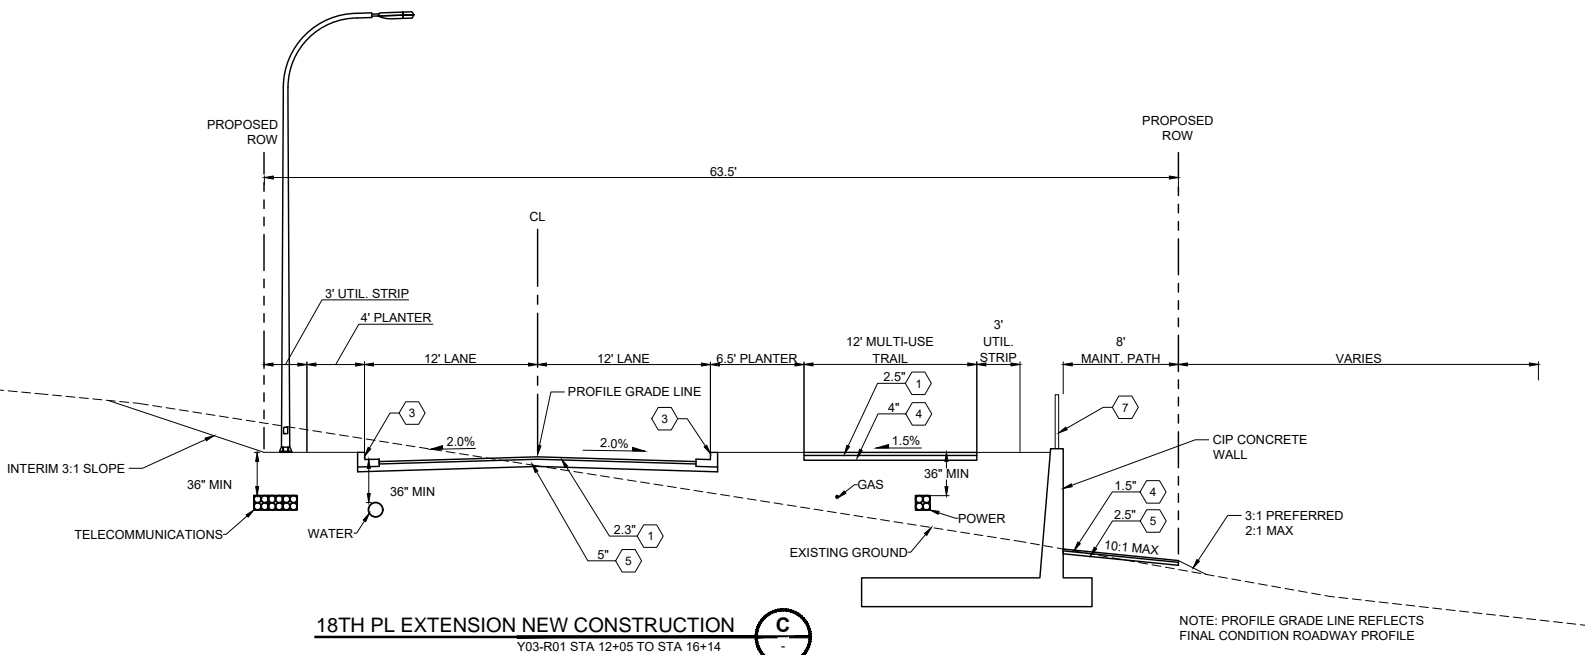 PROPOSED
ROW
PROPOSED
ROW
63.5'
CL
3' UTIL. STRIP
4' PLANTER
12' LANE
12' LANE
6.5' PLANTER
12' MULTI-USE
TRAIL
3'
UTIL.
STRIP
8'
MAINT. PATH
VARIES
2.5" 1
4" 4
PROFILE GRADE LINE
3
3
7
2.0%
2.0%
1.5%
CIP CONCRETE
WALL
INTERIM 3:1 SLOPE
36" MIN
36" MIN
36" MIN
GAS
1.5" 4
2.5" 5
TELECOMMUNICATIONS
WATER
POWER
3:1 PREFERRED
2:1 MAX
2.3" 1
5" 5
EXISTING GROUND
10:1 MAX
18TH PL EXTENSION NEW CONSTRUCTION
Y03-R01 STA 12+05 TO STA 16+14
C
-
NOTE: PROFILE GRADE LINE REFLECTS
FINAL CONDITION ROADWAY PROFILE